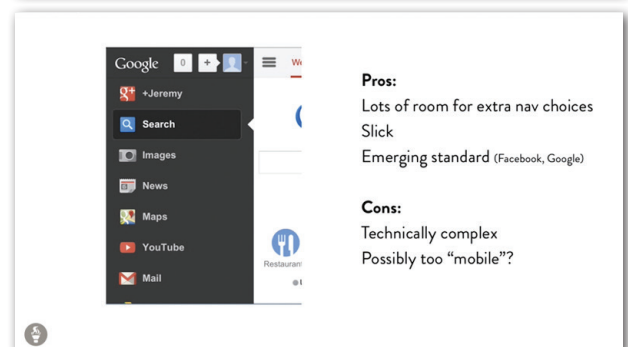 Google 0 +
+Jeremy
Search
Images
News
Maps
YouTube
Mail
Restaurant
Pros:
Lots of room for extra nav choices
Slick
Emerging standard (Facebook, Google)
Cons:
Technically complex
Possibly too “mobile”?